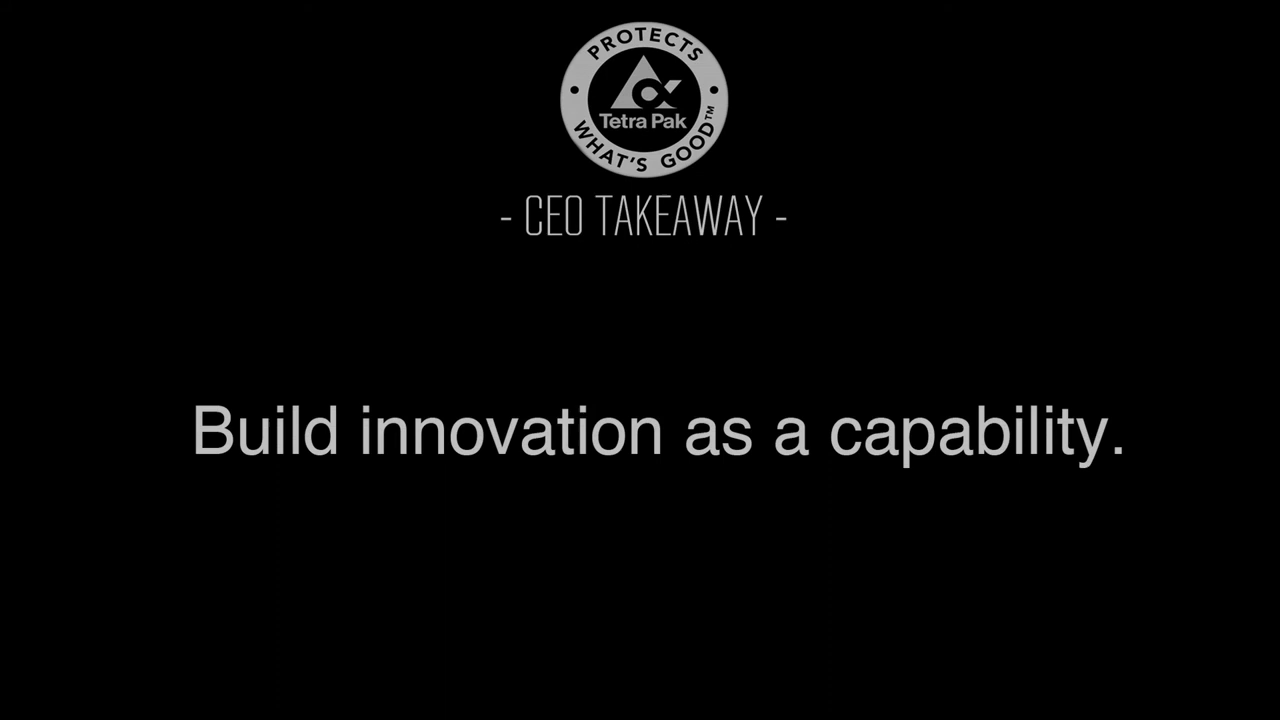 PROTECTS
Tetra Pak
WHAT'S GOOD™
- CEO TAKEAWAY -
Build innovation as a capability.